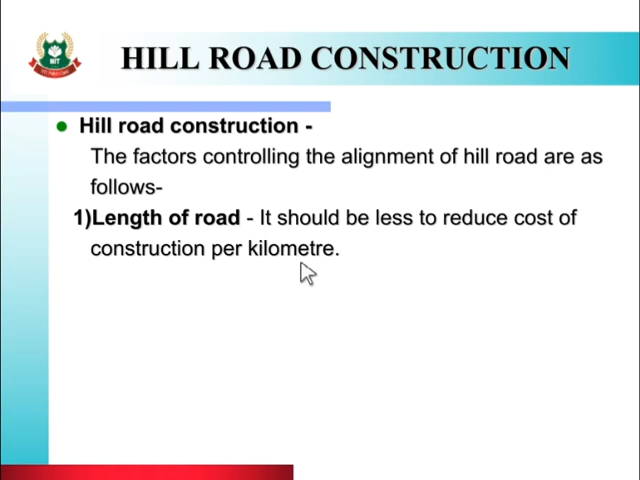 HILL ROAD CONSTRUCTION
Hill road construction -
The factors controlling the alignment of hill road are as
follows-
1)Length of road - It should be less to reduce cost of
construction per kilometre.